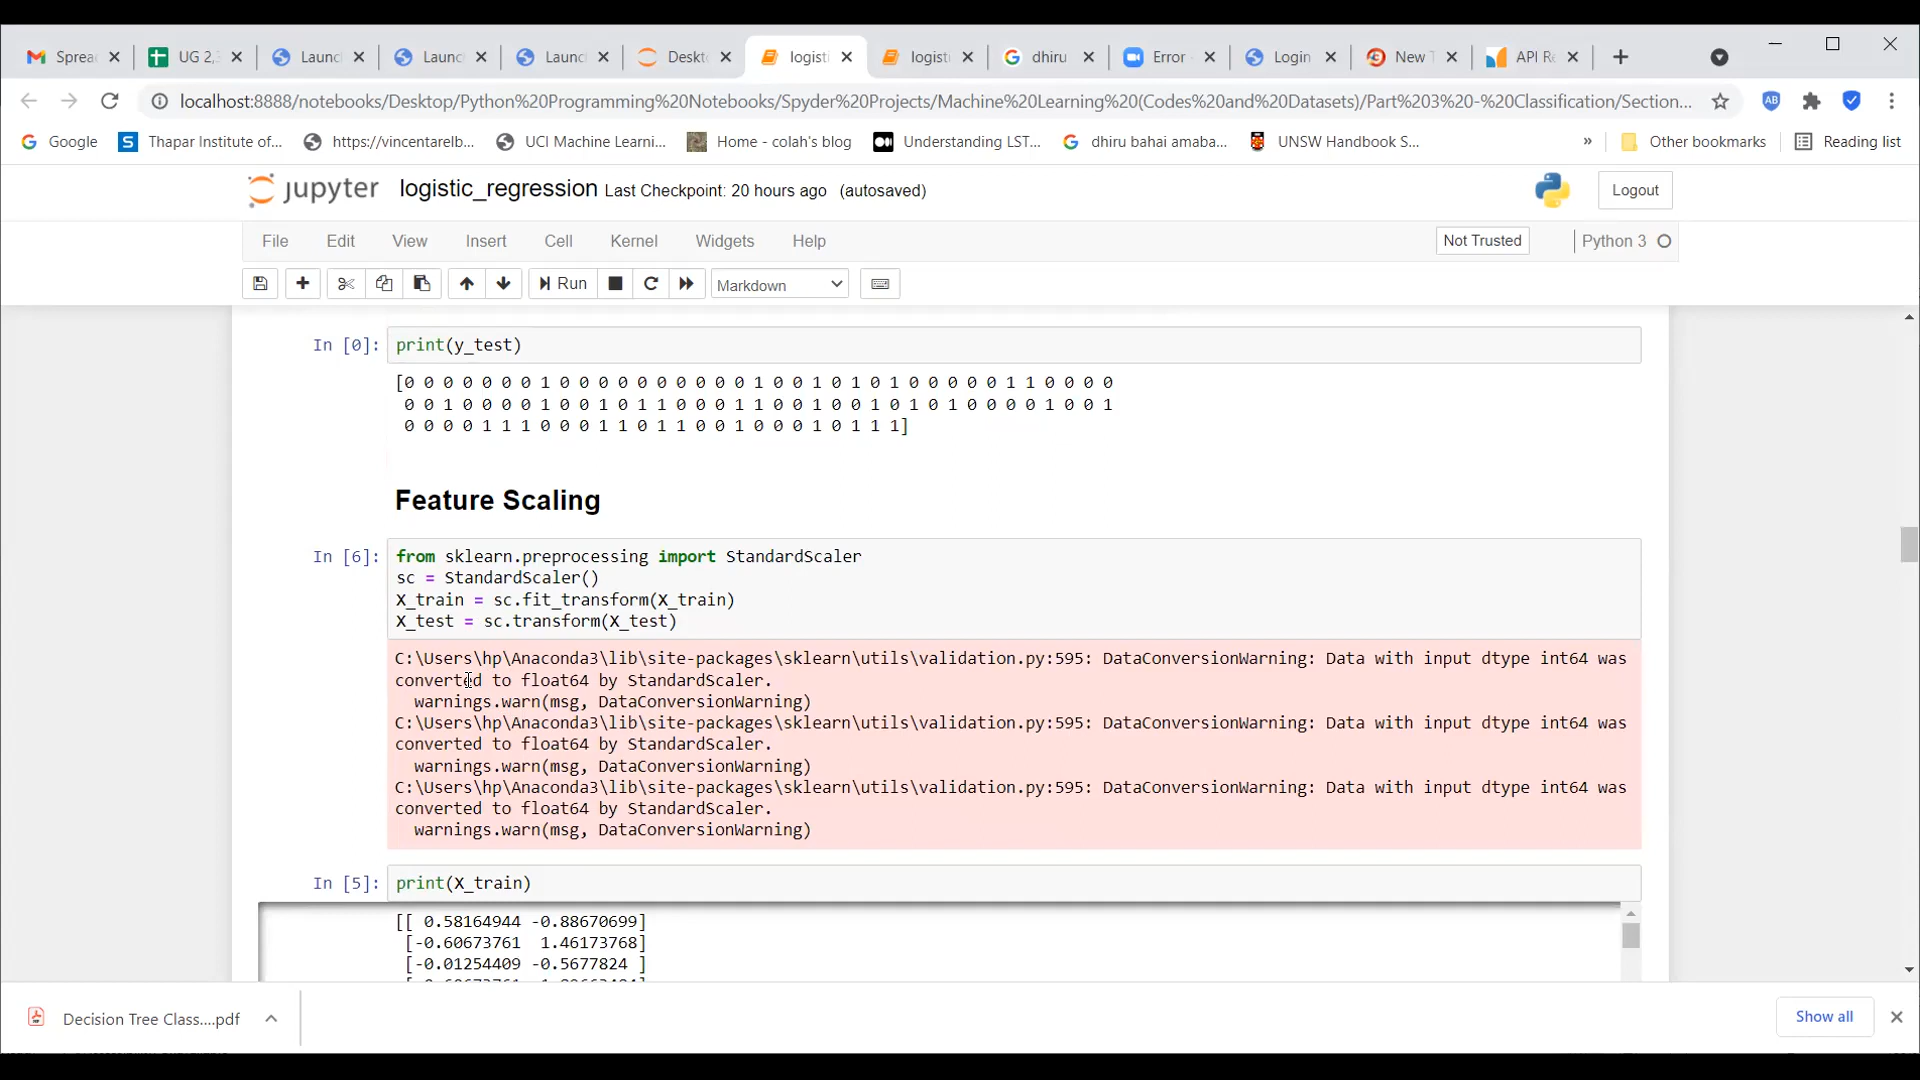 Sprea
UG 2,
Launc
Launc
Launc
Deskt
logisti
logisti
dhiru
Error
Login
New T
API Re
localhost:8888/notebooks/Desktop/Python%20Programming%20Notebooks/Spyder%20Projects/Machine%20Learning%20(Codes%20and%20Datasets)/Part%203%20-%20Classification/Section...
AB
Google
Thapar Institute of...
https://vincentarelb...
UCI Machine Learni...
Home - colah's blog
Understanding LST...
dhiru bahai amaba...
UNSW Handbook S...
»
Other bookmarks
Reading list
jupyter logistic_regression Last Checkpoint: 20 hours ago (autosaved)
Logout
File Edit View Insert Cell Kernel Widgets Help
Not Trusted
Python 3
Run
Markdown
In [0]: print(y_test)
[0 0 0 0 0 0 0 1 0 0 0 0 0 0 0 0 0 0 1 0 0 1 0 1 0 1 0 0 0 0 0 1 1 0 0 0 0
0 0 1 0 0 0 0 1 0 0 1 0 1 1 0 0 0 1 1 0 0 1 0 0 1 0 1 0 1 0 0 0 0 1 0 0 1
0 0 0 0 1 1 1 0 0 0 1 1 0 1 1 0 0 1 0 0 0 1 0 1 1 1]
Feature Scaling
In [6]: from sklearn.preprocessing import StandardScaler
sc = StandardScaler()
X_train = sc.fit_transform(X_train)
X_test = sc.transform(X_test)
C:\Users\hp\Anaconda3\lib\site-packages\sklearn\utils\validation.py:595: DataConversionWarning: Data with input dtype int64 was
converted to float64 by StandardScaler.
warnings.warn(msg, DataConversionWarning)
C:\Users\hp\Anaconda3\lib\site-packages\sklearn\utils\validation.py:595: DataConversionWarning: Data with input dtype int64 was
converted to float64 by StandardScaler.
warnings.warn(msg, DataConversionWarning)
C:\Users\hp\Anaconda3\lib\site-packages\sklearn\utils\validation.py:595: DataConversionWarning: Data with input dtype int64 was
converted to float64 by StandardScaler.
warnings.warn(msg, DataConversionWarning)
In [5]: print(X_train)
[[ 0.58164944 -0.88670699]
[-0.60673761 1.46173768]
[-0.01254409 -0.5677824 ]
Decision Tree Class....pdf
Show all